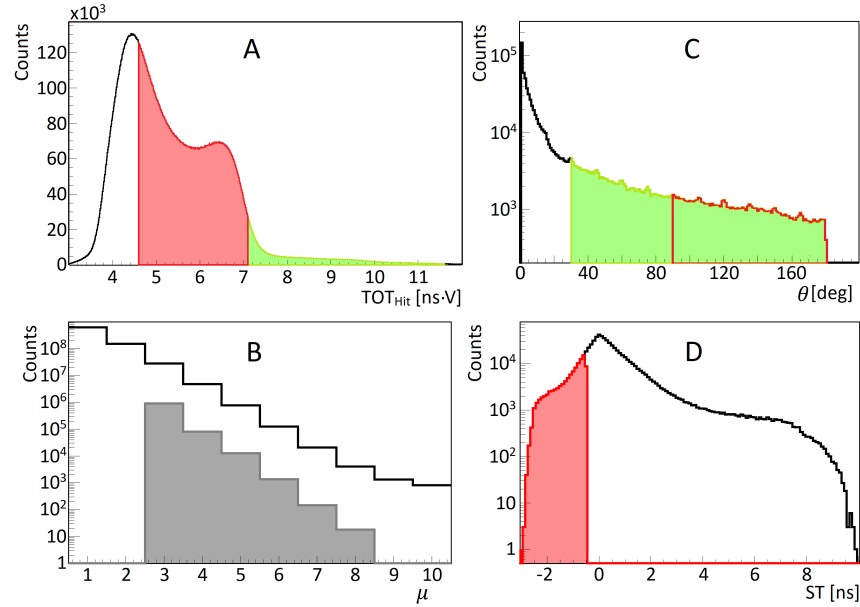 ×10³
A
Counts
120
100
80
60
40
20
0
4 5 6 7 8 9 10 11
TOT_Hit [ns·V]
C
Counts
10⁵
10⁴
10³
0 40 80 120 160
θ [deg]
B
Counts
10⁸
10⁷
10⁶
10⁵
10⁴
10³
10²
10
1
1 2 3 4 5 6 7 8 9 10
μ
D
Counts
10⁴
10³
10²
10
1
-2 0 2 4 6 8
ST [ns]